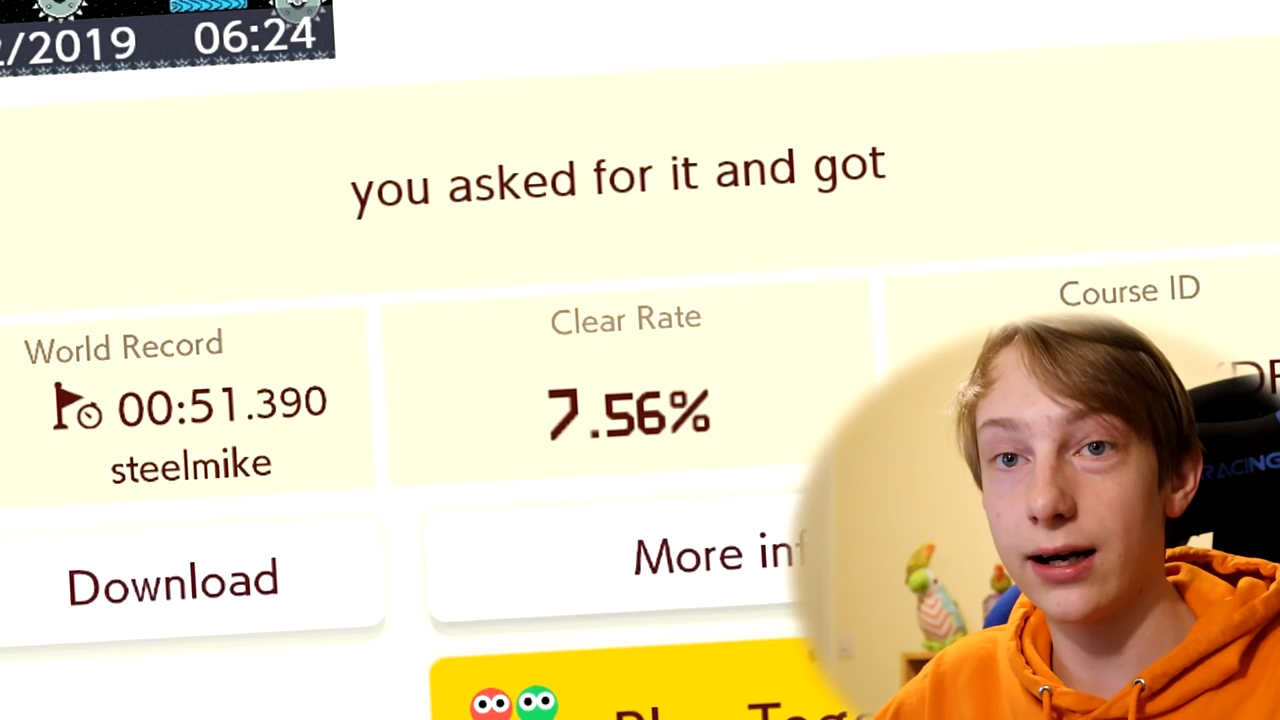 2/2019 06:24
you asked for it and got
World Record
Clear Rate
Course ID
00:51.390
7.56%
steelmike
Download
More
RACING